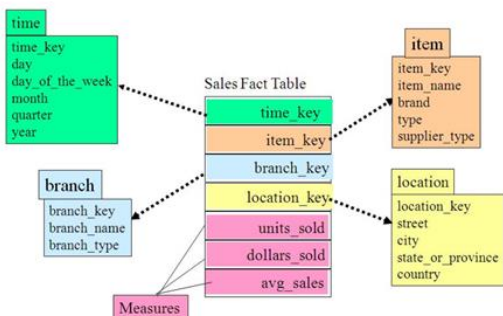 time
time_key
day
day_of_the_week
month
quarter
year
item
item_key
item_name
brand
type
supplier_type
Sales Fact Table
time_key
item_key
branch_key
location_key
units_sold
dollars_sold
avg_sales
branch
branch_key
branch_name
branch_type
location
location_key
street
city
state_or_province
country
Measures